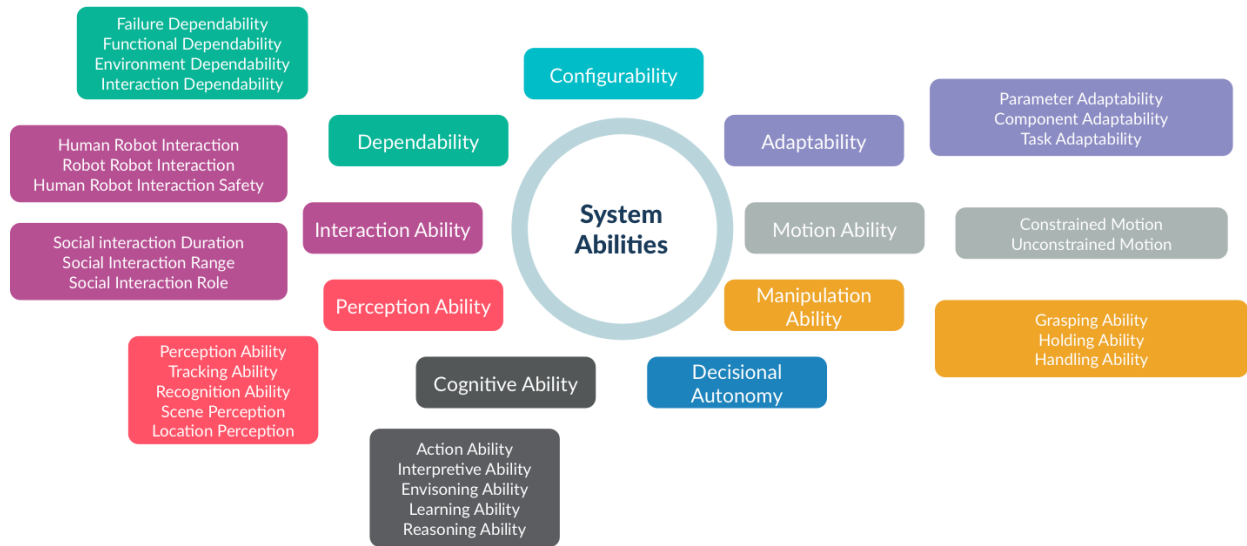 Failure Dependability
Functional Dependability
Environment Dependability
Interaction Dependability
Configurability
Parameter Adaptability
Component Adaptability
Task Adaptability
Dependability
Adaptability
Human Robot Interaction
Robot Robot Interaction
Human Robot Interaction Safety
System
Abilities
Interaction Ability
Motion Ability
Constrained Motion
Unconstrained Motion
Social interaction Duration
Social Interaction Range
Social Interaction Role
Perception Ability
Manipulation
Ability
Grasping Ability
Holding Ability
Handling Ability
Perception Ability
Tracking Ability
Recognition Ability
Scene Perception
Location Perception
Cognitive Ability
Decisional
Autonomy
Action Ability
Interpretive Ability
Envisoning Ability
Learning Ability
Reasoning Ability